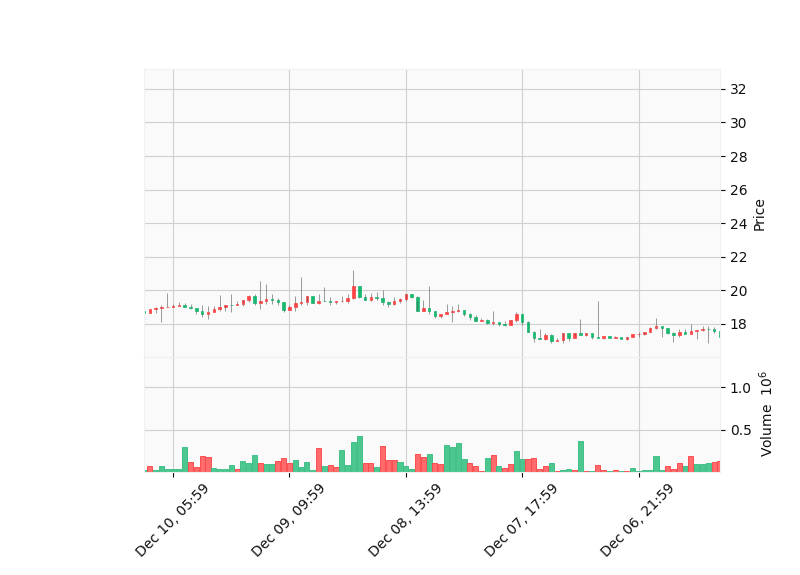 32
30
28
26
24
22
20
18
Price
1.0
0.5
Volume 10^6
Dec 10, 05:59
Dec 09, 09:59
Dec 08, 13:59
Dec 07, 17:59
Dec 06, 21:59